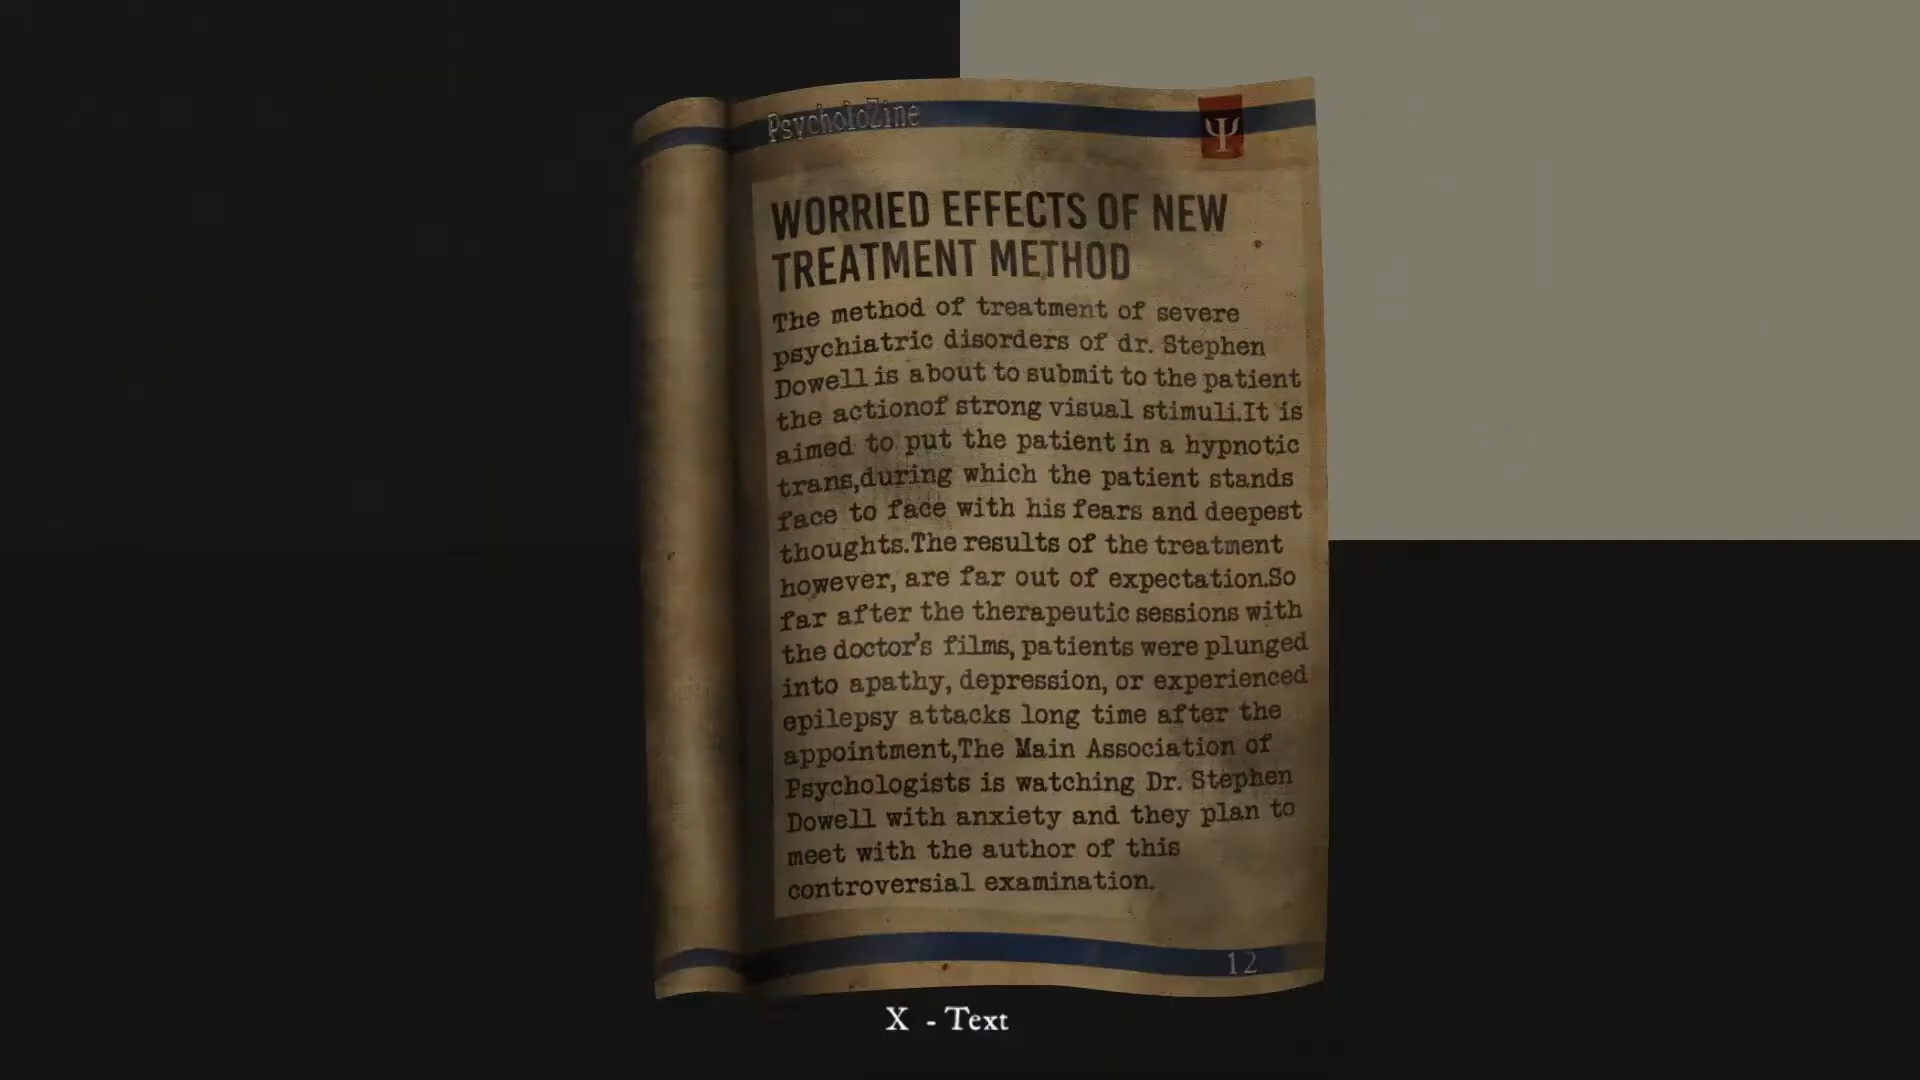 PsycholoZine
Ψ
WORRIED EFFECTS OF NEW
TREATMENT METHOD
The method of treatment of severe
psychiatric disorders of dr. Stephen
Dowell is about to submit to the patient
the actionof strong visual stimuli.It is
aimed to put the patient in a hypnotic
trans,during which the patient stands
face to face with his fears and deepest
thoughts.The results of the treatment
however, are far out of expectation.So
far after the therapeutic sessions with
the doctor's films, patients were plunged
into apathy, depression, or experienced
epilepsy attacks long time after the
appointment,The Main Association of
Psychologists is watching Dr. Stephen
Dowell with anxiety and they plan to
meet with the author of this
controversial examination.
12
X - Text